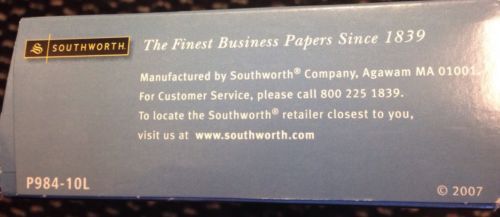 SOUTHWORTH® The Finest Business Papers Since 1839
Manufactured by Southworth® Company, Agawam MA 01001.
For Customer Service, please call 800 225 1839.
To locate the Southworth® retailer closest to you,
visit us at www.southworth.com
P984-10L
© 2007